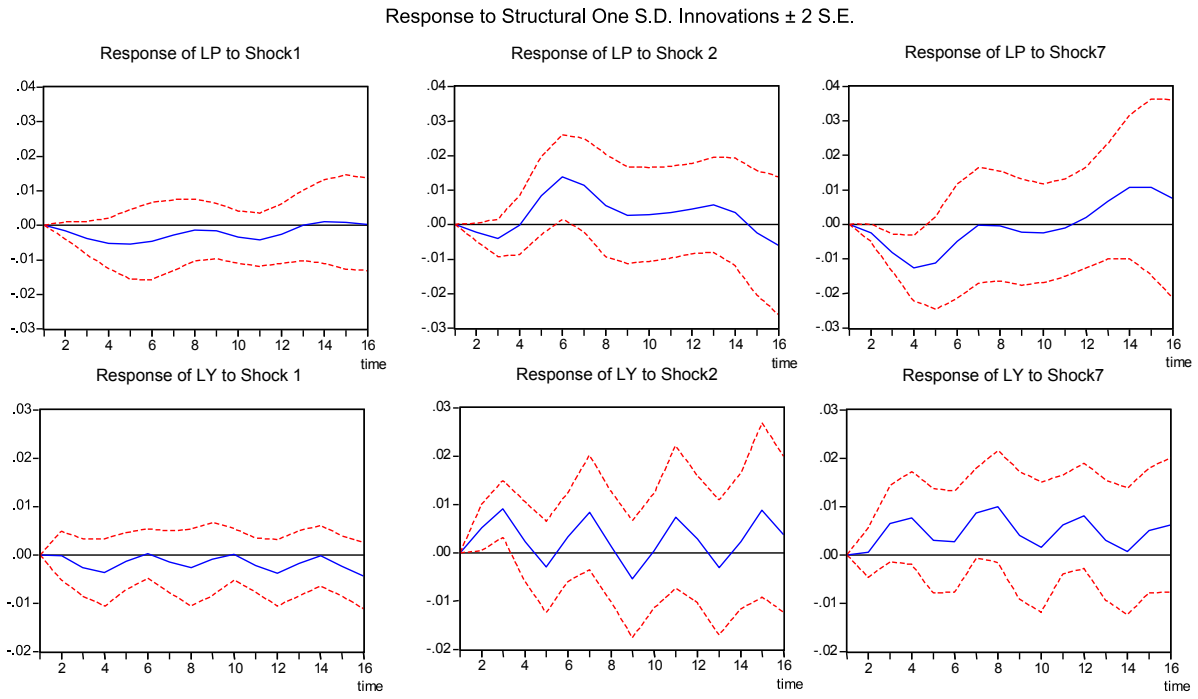 Response to Structural One S.D. Innovations ± 2 S.E.
Response of LP to Shock1
.04
.03
.02
.01
.00
-.01
-.02
-.03
2 4 6 8 10 12 14 16
time
Response of LP to Shock 2
.04
.03
.02
.01
.00
-.01
-.02
-.03
2 4 6 8 10 12 14 16
time
Response of LP to Shock7
.04
.03
.02
.01
.00
-.01
-.02
-.03
2 4 6 8 10 12 14 16
time
Response of LY to Shock 1
.03
.02
.01
.00
-.01
-.02
2 4 6 8 10 12 14 16
time
Response of LY to Shock2
.03
.02
.01
.00
-.01
-.02
2 4 6 8 10 12 14 16
time
Response of LY to Shock7
.03
.02
.01
.00
-.01
-.02
2 4 6 8 10 12 14 16
time